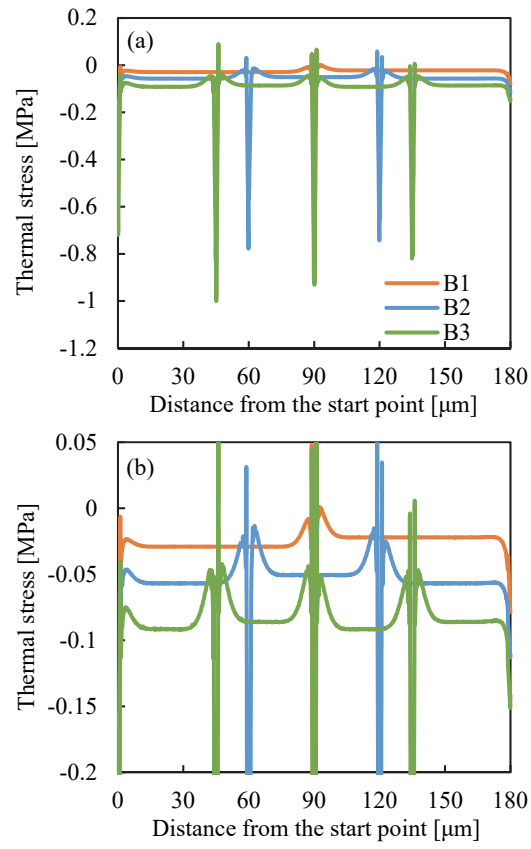 (a)
Thermal stress [MPa]
0.2
0
-0.2
-0.4
-0.6
-0.8
-1
-1.2
B1
B2
B3
0 30 60 90 120 150 180
Distance from the start point [µm]
(b)
Thermal stress [MPa]
0.05
0
-0.05
-0.1
-0.15
-0.2
0 30 60 90 120 150 180
Distance from the start point [µm]